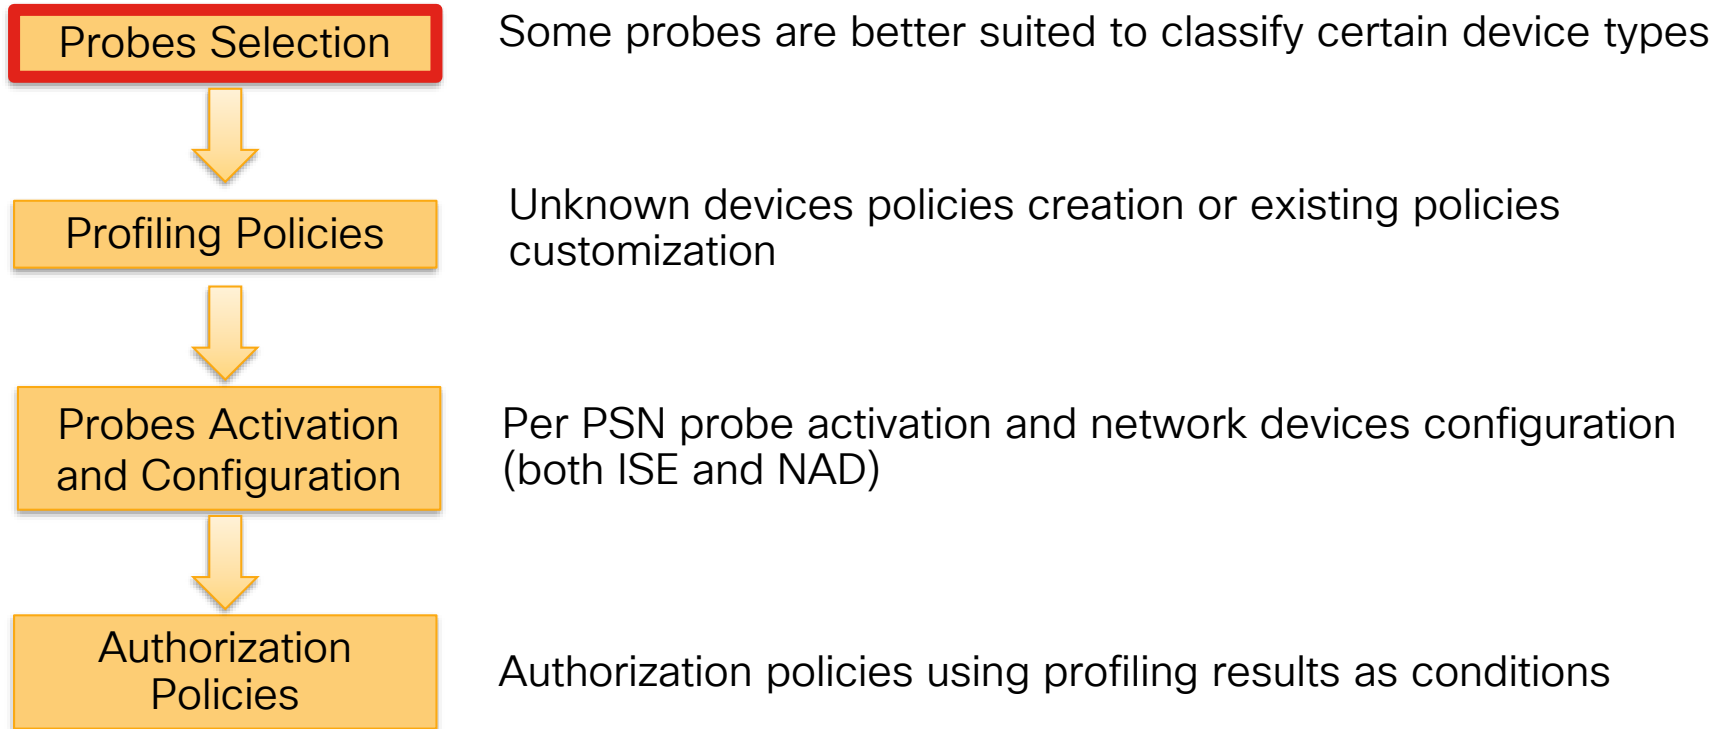 Probes Selection
Some probes are better suited to classify certain device types
Profiling Policies
Unknown devices policies creation or existing policies
customization
Probes Activation
and Configuration
Per PSN probe activation and network devices configuration
(both ISE and NAD)
Authorization
Policies
Authorization policies using profiling results as conditions